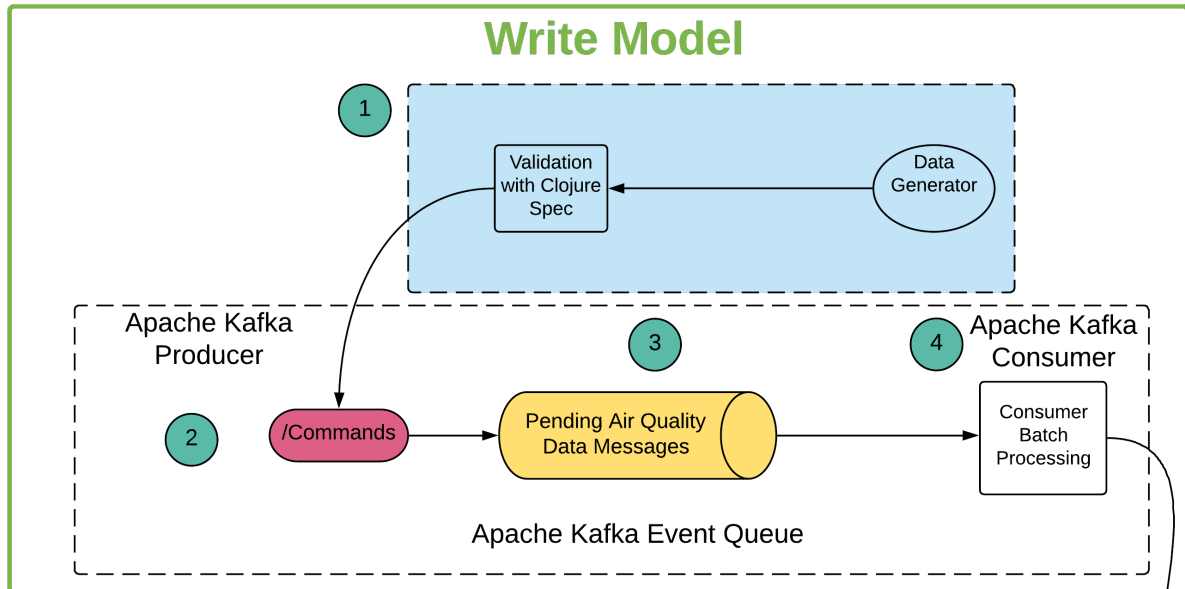 Write Model
1
Validation
with Clojure
Spec
Data
Generator
Apache Kafka
Producer
3
4
Apache Kafka
Consumer
2
/Commands
Pending Air Quality
Data Messages
Consumer
Batch
Processing
Apache Kafka Event Queue